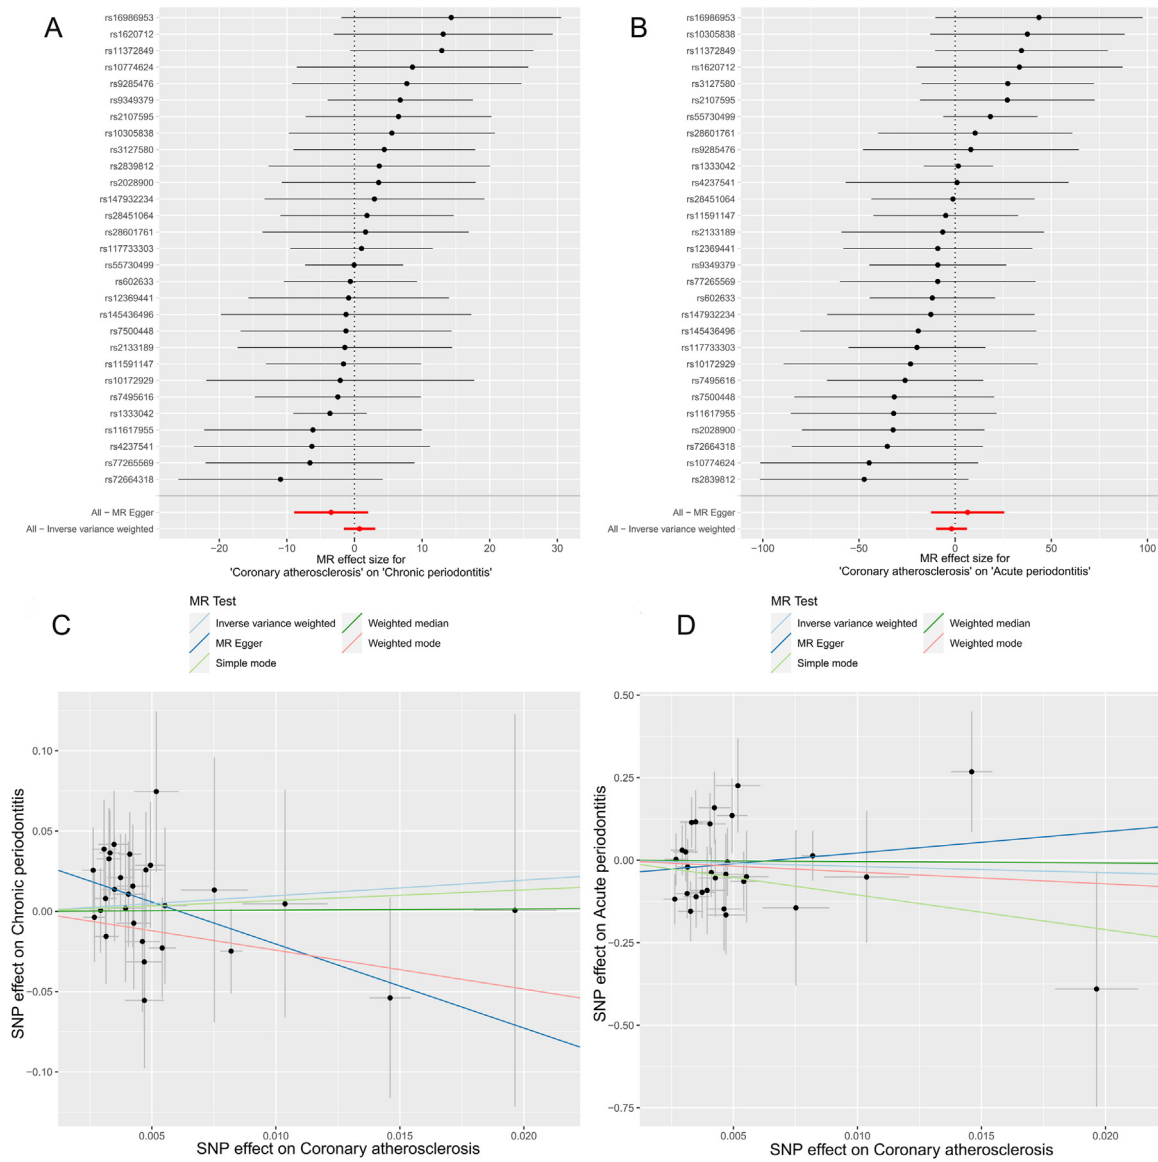 A
rs16986953
rs1620712
rs11372849
rs10774624
rs9285476
rs9349379
rs2107595
rs10305838
rs3127580
rs2839812
rs2028900
rs147932234
rs28451064
rs28601761
rs117733303
rs55730499
rs602633
rs12369441
rs145436496
rs7500448
rs2133189
rs11591147
rs10172929
rs7495616
rs1333042
rs11617955
rs4237541
rs77265569
rs72664318
All − MR Egger
All − Inverse variance weighted
−20 −10 0 10 20 30
MR effect size for
'Coronary atherosclerosis' on 'Chronic periodontitis'
B
rs16986953
rs10305838
rs11372849
rs1620712
rs3127580
rs2107595
rs55730499
rs28601761
rs9285476
rs1333042
rs4237541
rs28451064
rs11591147
rs2133189
rs12369441
rs9349379
rs77265569
rs602633
rs147932234
rs145436496
rs117733303
rs10172929
rs7495616
rs7500448
rs11617955
rs2028900
rs72664318
rs10774624
rs2839812
All − MR Egger
All − Inverse variance weighted
−100 −50 0 50 100
MR effect size for
'Coronary atherosclerosis' on 'Acute periodontitis'
C
MR Test
Inverse variance weighted
MR Egger
Simple mode
Weighted median
Weighted mode
SNP effect on Chronic periodontitis
0.10
0.05
0.00
−0.05
−0.10
0.005 0.010 0.015 0.020
SNP effect on Coronary atherosclerosis
D
MR Test
Inverse variance weighted
MR Egger
Simple mode
Weighted median
Weighted mode
SNP effect on Acute periodontitis
0.50
0.25
0.00
−0.25
−0.50
−0.75
0.005 0.010 0.015 0.020
SNP effect on Coronary atherosclerosis